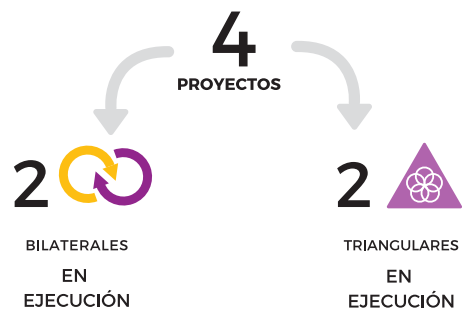 4
PROYECTOS
2
BILATERALES
EN
EJECUCIÓN
2
TRIANGULARES
EN
EJECUCIÓN